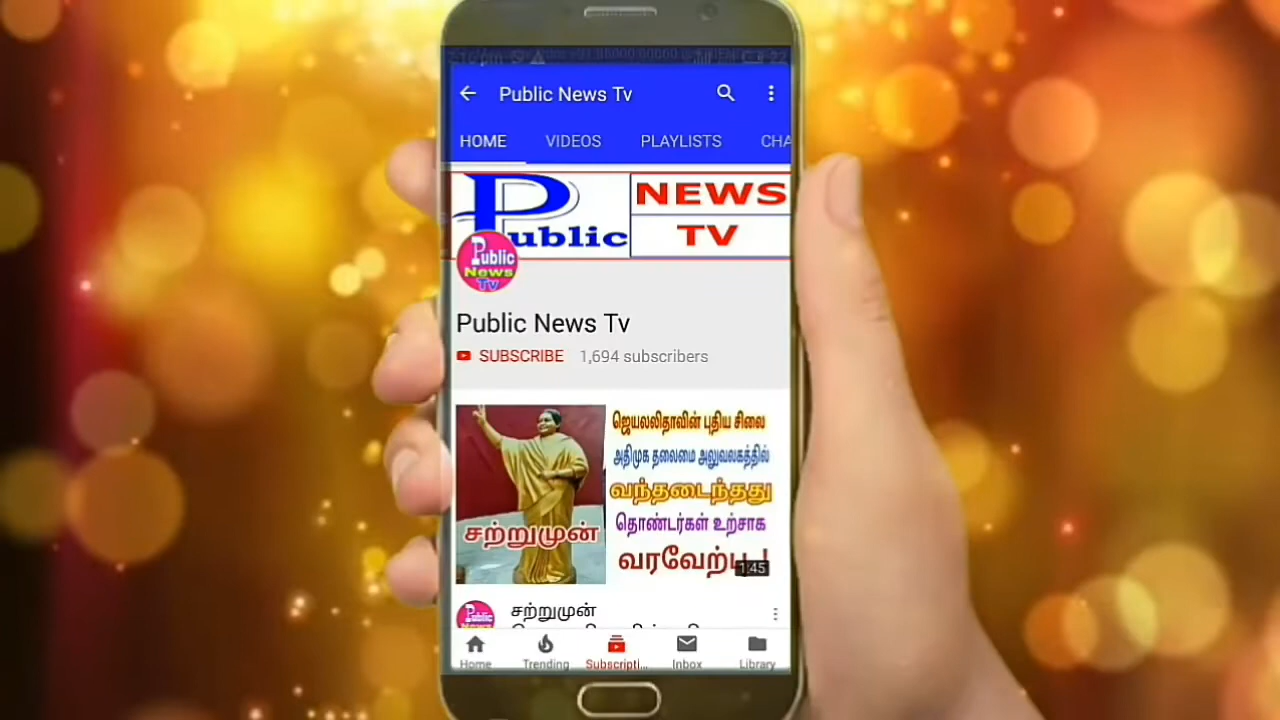 Public News Tv
HOME VIDEOS PLAYLISTS CHA
Public
NEWS
TV
Public
News
Tv
Public News Tv
SUBSCRIBE 1,694 subscribers
ஜெயலலிதாவின் புதிய சிலை
அதிமுக தலைமை அலுவலகத்தில்
வந்தடைந்தது
தொண்டர்கள் உற்சாக
சற்றுமுன்
1:45
Public
News
சற்றுமுன்
Home Trending Subscripti... Inbox Library